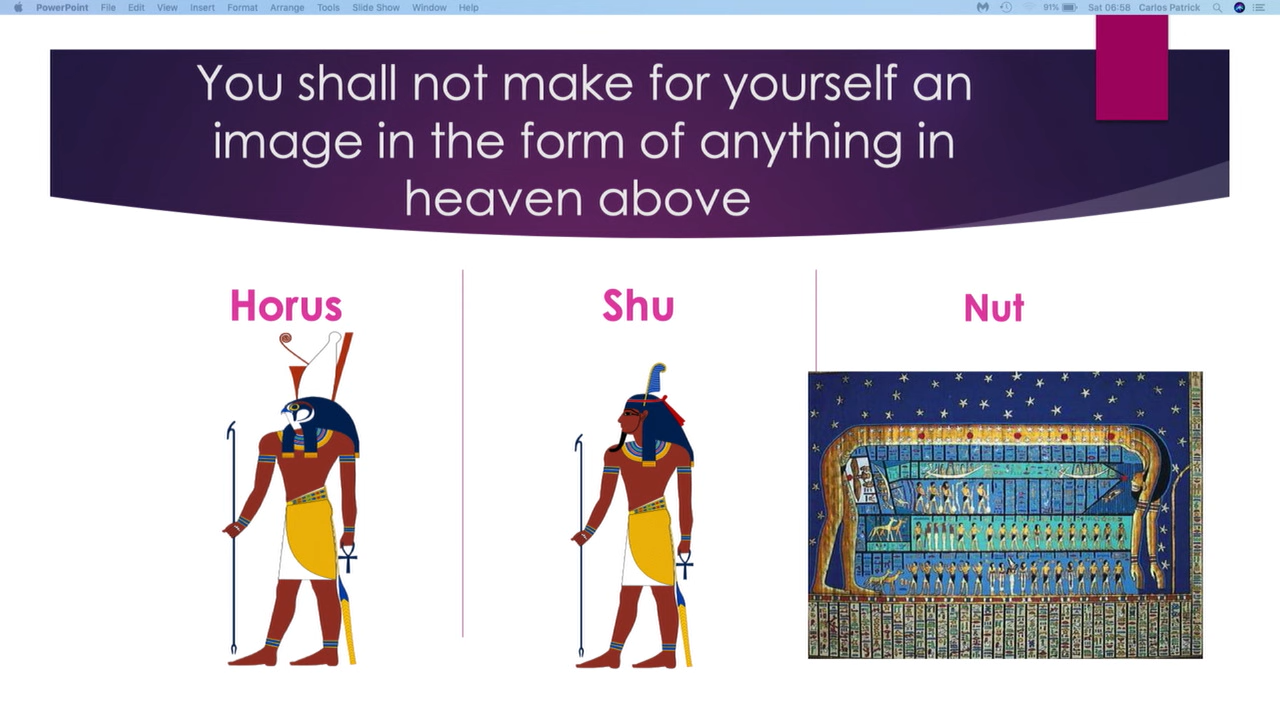 PowerPoint File Edit View Insert Format Arrange Tools Slide Show Window Help 91% Sat 06:58 Carlos Patrick
You shall not make for yourself an
image in the form of anything in
heaven above
Horus
Shu
Nut